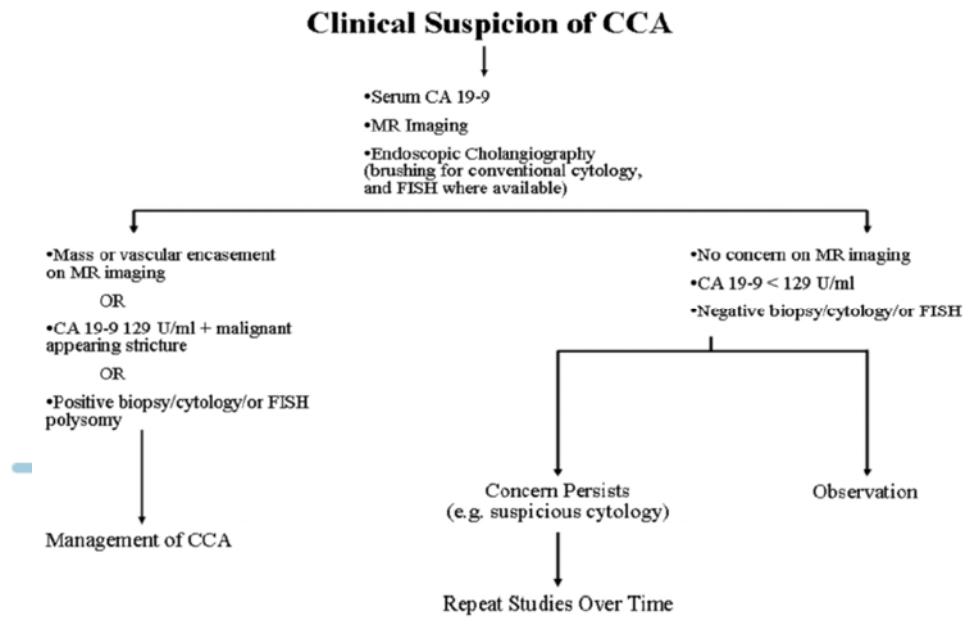 Clinical Suspicion of CCA
•Serum CA 19-9
•MR Imaging
•Endoscopic Cholangiography
(brushing for conventional cytology,
and FISH where available)
•Mass or vascular encasement
on MR imaging
OR
•CA 19-9 129 U/ml + malignant
appearing stricture
OR
•Positive biopsy/cytology/or FISH
polysomy
Management of CCA
•No concern on MR imaging
•CA 19-9 < 129 U/ml
•Negative biopsy/cytology/or FISH
Concern Persists
(e.g. suspicious cytology)
Observation
Repeat Studies Over Time